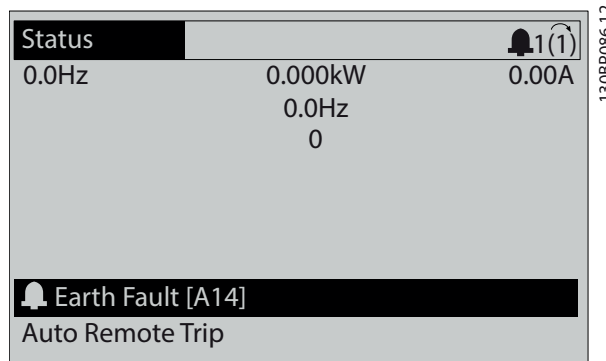 Status 1(1)
0.0Hz 0.000kW 0.00A
0.0Hz
0
Earth Fault [A14]
Auto Remote Trip
130BP086.12